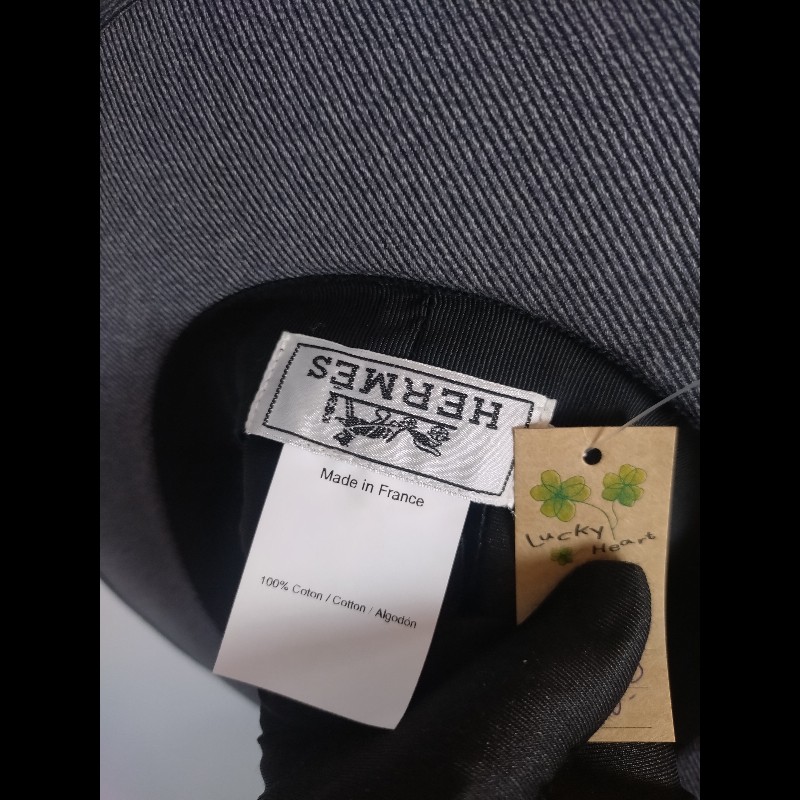 HERMES
Made in France
100% Coton / Cotton / Algodón
Lucky
Heart